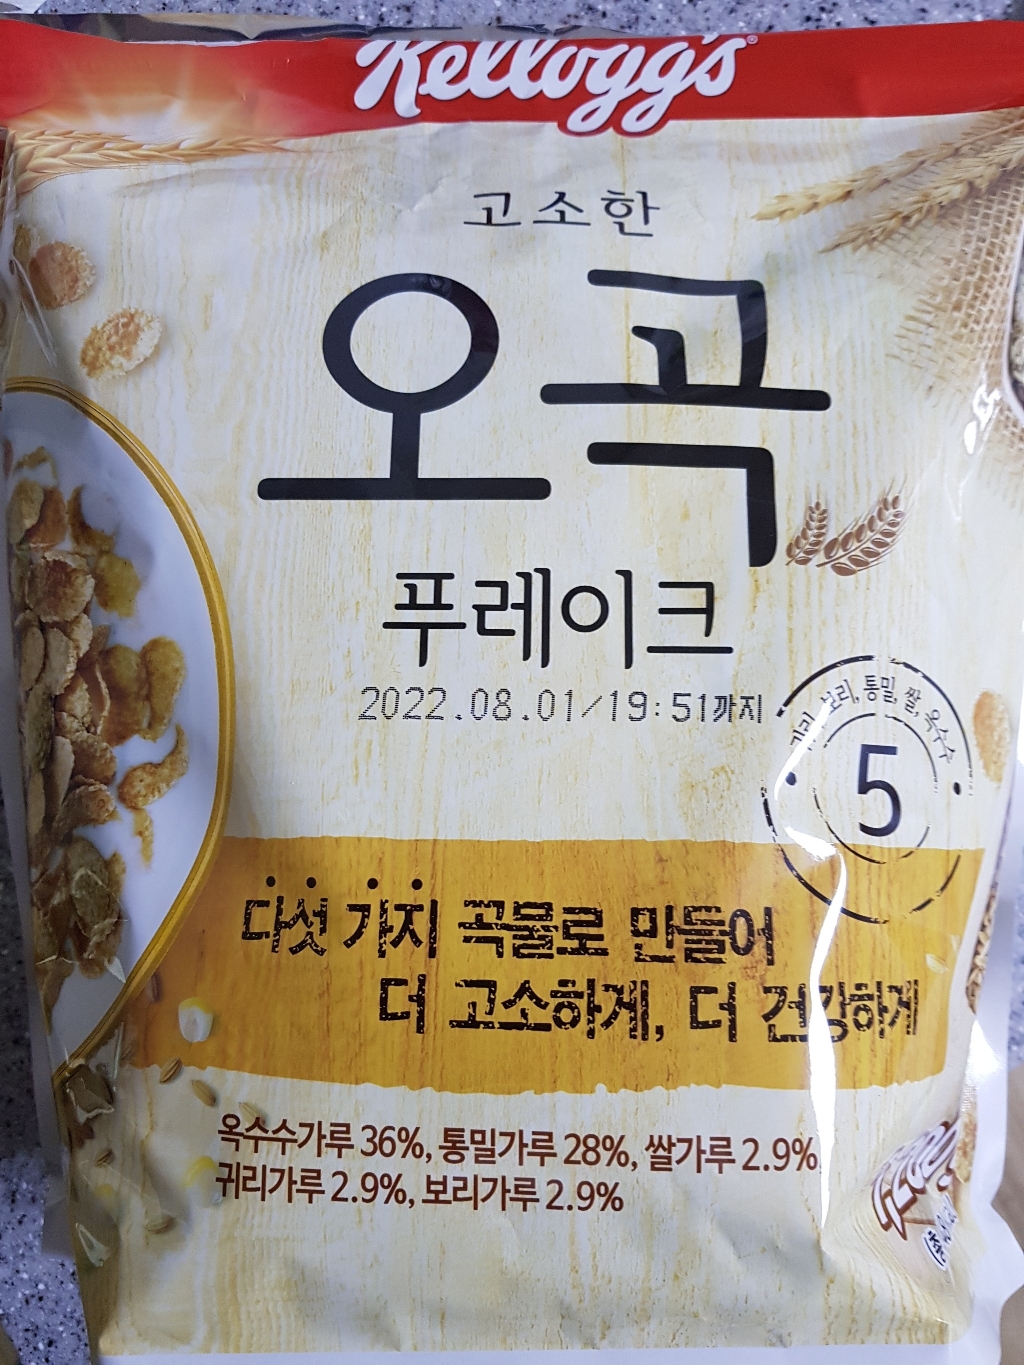 Kellogg's
고소한
오곡
푸레이크
2022.08.01/19:51까지
귀리, 보리, 통밀, 쌀, 옥수수
5
다섯 가지 곡물로 만들어
더 고소하게, 더 건강하게
옥수수가루 36%, 통밀가루 28%, 쌀가루 2.9%,
귀리가루 2.9%, 보리가루 2.9%